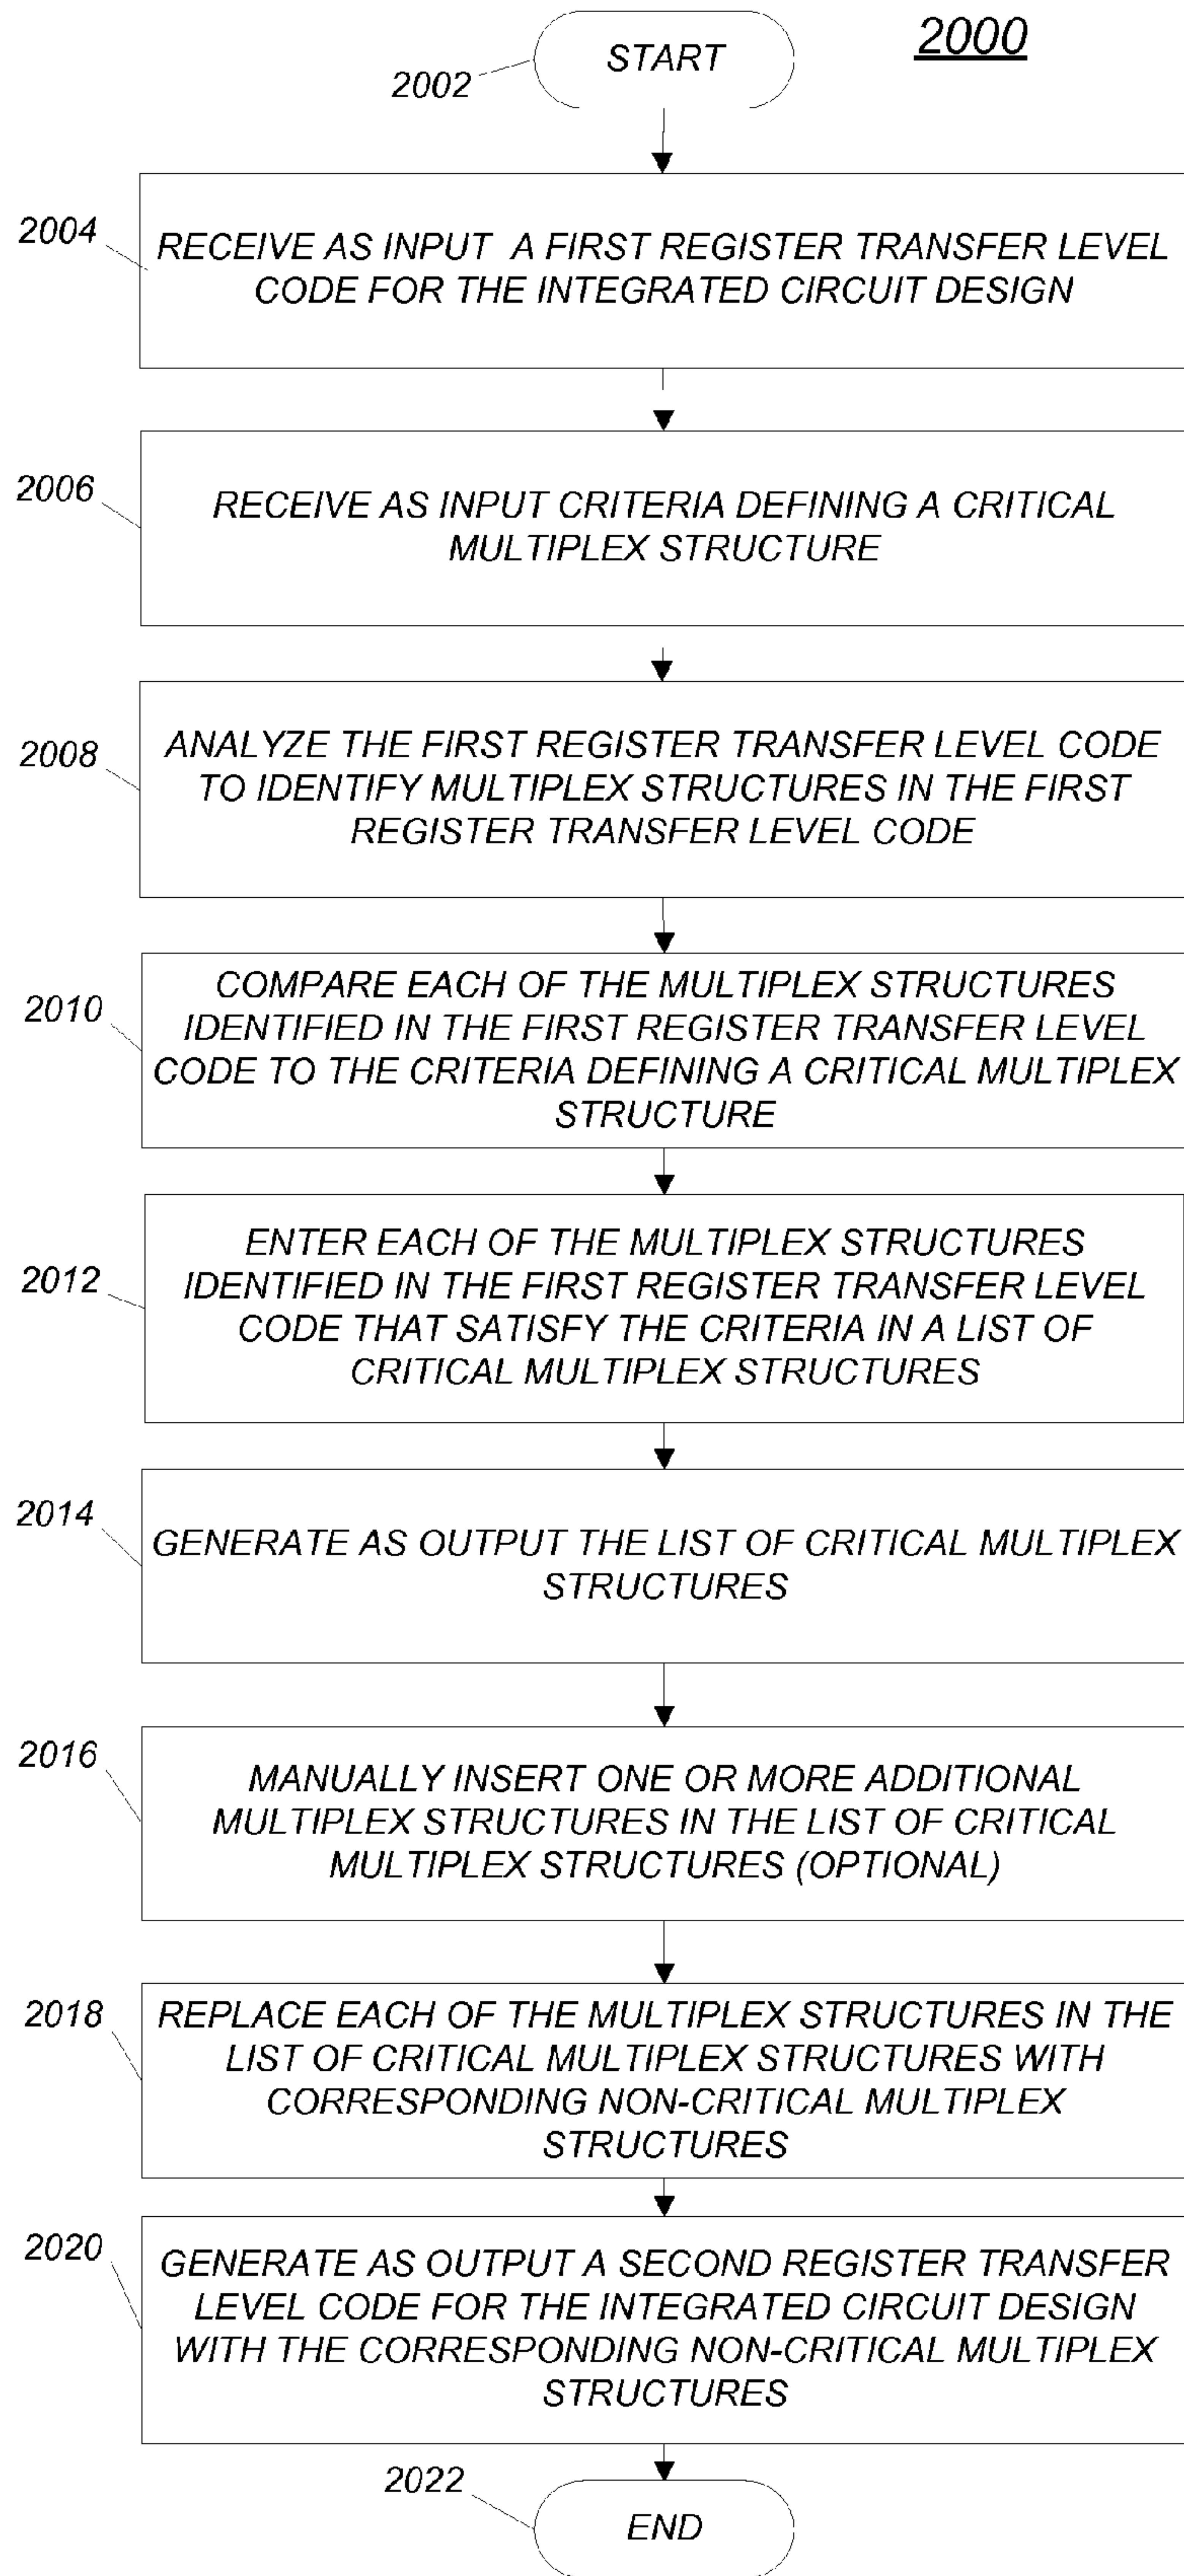 2000
START
2002
2004
RECEIVE AS INPUT A FIRST REGISTER TRANSFER LEVEL
CODE FOR THE INTEGRATED CIRCUIT DESIGN
2006
RECEIVE AS INPUT CRITERIA DEFINING A CRITICAL
MULTIPLEX STRUCTURE
2008
ANALYZE THE FIRST REGISTER TRANSFER LEVEL CODE
TO IDENTIFY MULTIPLEX STRUCTURES IN THE FIRST
REGISTER TRANSFER LEVEL CODE
2010
COMPARE EACH OF THE MULTIPLEX STRUCTURES
IDENTIFIED IN THE FIRST REGISTER TRANSFER LEVEL
CODE TO THE CRITERIA DEFINING A CRITICAL MULTIPLEX
STRUCTURE
2012
ENTER EACH OF THE MULTIPLEX STRUCTURES
IDENTIFIED IN THE FIRST REGISTER TRANSFER LEVEL
CODE THAT SATISFY THE CRITERIA IN A LIST OF
CRITICAL MULTIPLEX STRUCTURES
2014
GENERATE AS OUTPUT THE LIST OF CRITICAL MULTIPLEX
STRUCTURES
2016
MANUALLY INSERT ONE OR MORE ADDITIONAL
MULTIPLEX STRUCTURES IN THE LIST OF CRITICAL
MULTIPLEX STRUCTURES (OPTIONAL)
2018
REPLACE EACH OF THE MULTIPLEX STRUCTURES IN THE
LIST OF CRITICAL MULTIPLEX STRUCTURES WITH
CORRESPONDING NON-CRITICAL MULTIPLEX
STRUCTURES
2020
GENERATE AS OUTPUT A SECOND REGISTER TRANSFER
LEVEL CODE FOR THE INTEGRATED CIRCUIT DESIGN
WITH THE CORRESPONDING NON-CRITICAL MULTIPLEX
STRUCTURES
2022
END